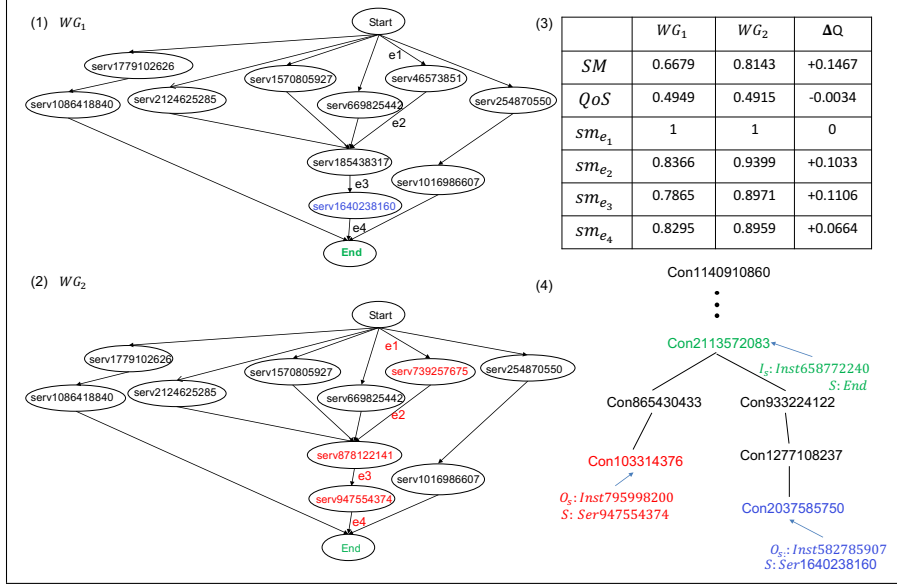 (1) WG₁
Start
e1
serv1779102626
serv1570805927
serv46573851
serv1086418840
serv2124625285
serv669825442
serv254870550
e2
serv185438317
e3
serv1016986607
serv1640238160
e4
End
(2) WG₂
Start
e1
serv1779102626
serv1570805927
serv739257675
serv254870550
serv1086418840
serv2124625285
serv669825442
e2
serv878122141
e3
serv1016986607
serv947554374
e4
End
(3)
WG₁ WG₂ ΔQ
SM 0.6679 0.8143 +0.1467
QoS 0.4949 0.4915 -0.0034
smₑ₁ 1 1 0
smₑ₂ 0.8366 0.9399 +0.1033
smₑ₃ 0.7865 0.8971 +0.1106
smₑ₄ 0.8295 0.8959 +0.0664
(4)
Con1140910860
Con2113572083
Iₛ: Inst658772240
S: End
Con865430433
Con933224122
Con103314376
Con1277108237
Oₛ: Inst795998200
S: Ser947554374
Con2037585750
Oₛ: Inst582785907
S: Ser1640238160